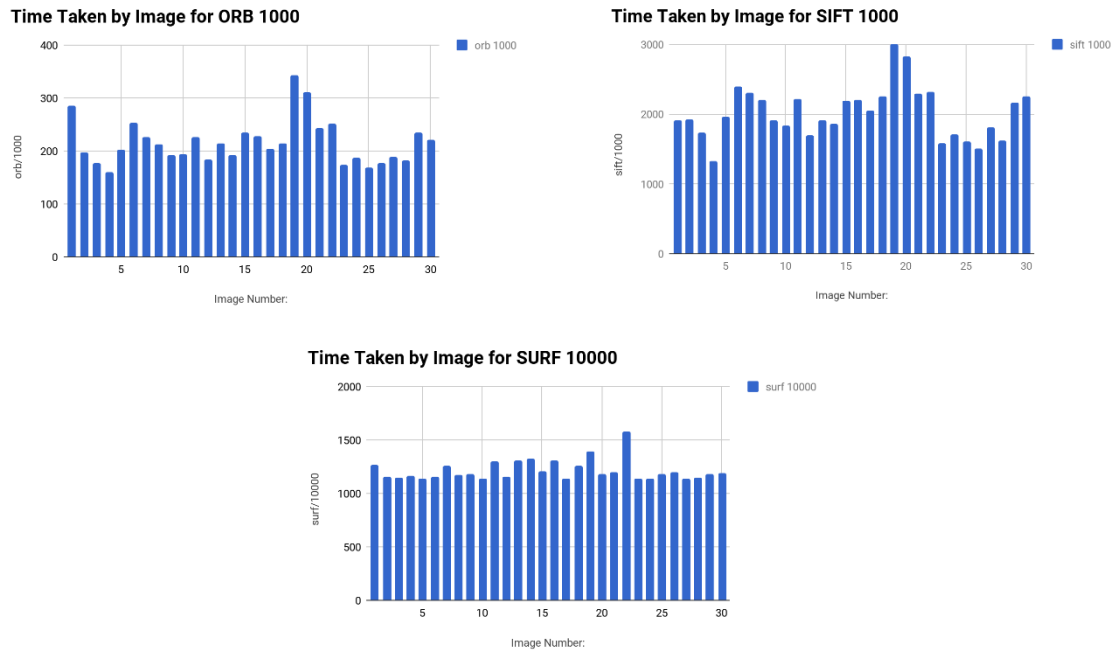 Time Taken by Image for ORB 1000
400
300
200
100
0
orb/1000
5 10 15 20 25 30
Image Number:
orb 1000
Time Taken by Image for SIFT 1000
3000
2000
1000
0
sift/1000
5 10 15 20 25 30
Image Number:
sift 1000
Time Taken by Image for SURF 10000
2000
1500
1000
500
0
surf/10000
5 10 15 20 25 30
Image Number:
surf 10000